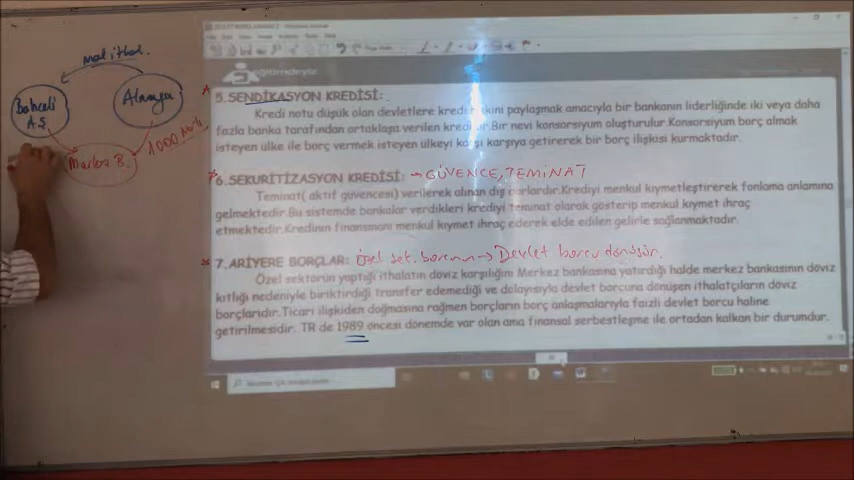 mal ithal.
Bahceli
A.Ş
Almanya
Merkez B.
1000
eğitimdeyiz
5.SENDİKASYON KREDİSİ:
Kredi notu düşük olan devletlere kredi riskini paylaşmak amacıyla bir bankanın liderliğinde iki veya daha
fazla banka tarafından ortaklaşa verilen kredidir.Bir nevi konsorsiyum oluşturulur.Konsorsiyum borç almak
isteyen ülke ile borç vermek isteyen ülkeyi karşı karşıya getirerek bir borç ilişkisi kurmaktadır.
6.SEKURİTİZASYON KREDİSİ: → GÜVENCE, TEMİNAT
Teminat( aktif güvencesi) verilerek alınan dış borlardır.Krediyi menkul kıymetleştirerek fonlama anlamına
gelmektedir.Bu sistemde bankalar verdikleri krediyi teminat olarak gösterip menkul kıymet ihraç
etmektedir.Kredinin finansmanı menkul kıymet ihraç ederek elde edilen gelirle sağlanmaktadır.
7.ARİYERE BORÇLAR: Özel sek. borcunun → Devlet borcu dönüşür.
Özel sektörün yaptığı ithalatın döviz karşılığını Merkez bankasına yatırdığı halde merkez bankasının döviz
kıtlığı nedeniyle biriktirdiği transfer edemediği ve dolayısıyla devlet borcuna dönüşen ithalatçıların döviz
borçlarıdır.Ticari ilişkiden doğmasına rağmen borçların borç anlaşmalarıyla faizli devlet borcu haline
getirilmesidir. TR de 1989 öncesi dönemde var olan ama finansal serbestleşme ile ortadan kalkan bir durumdur.